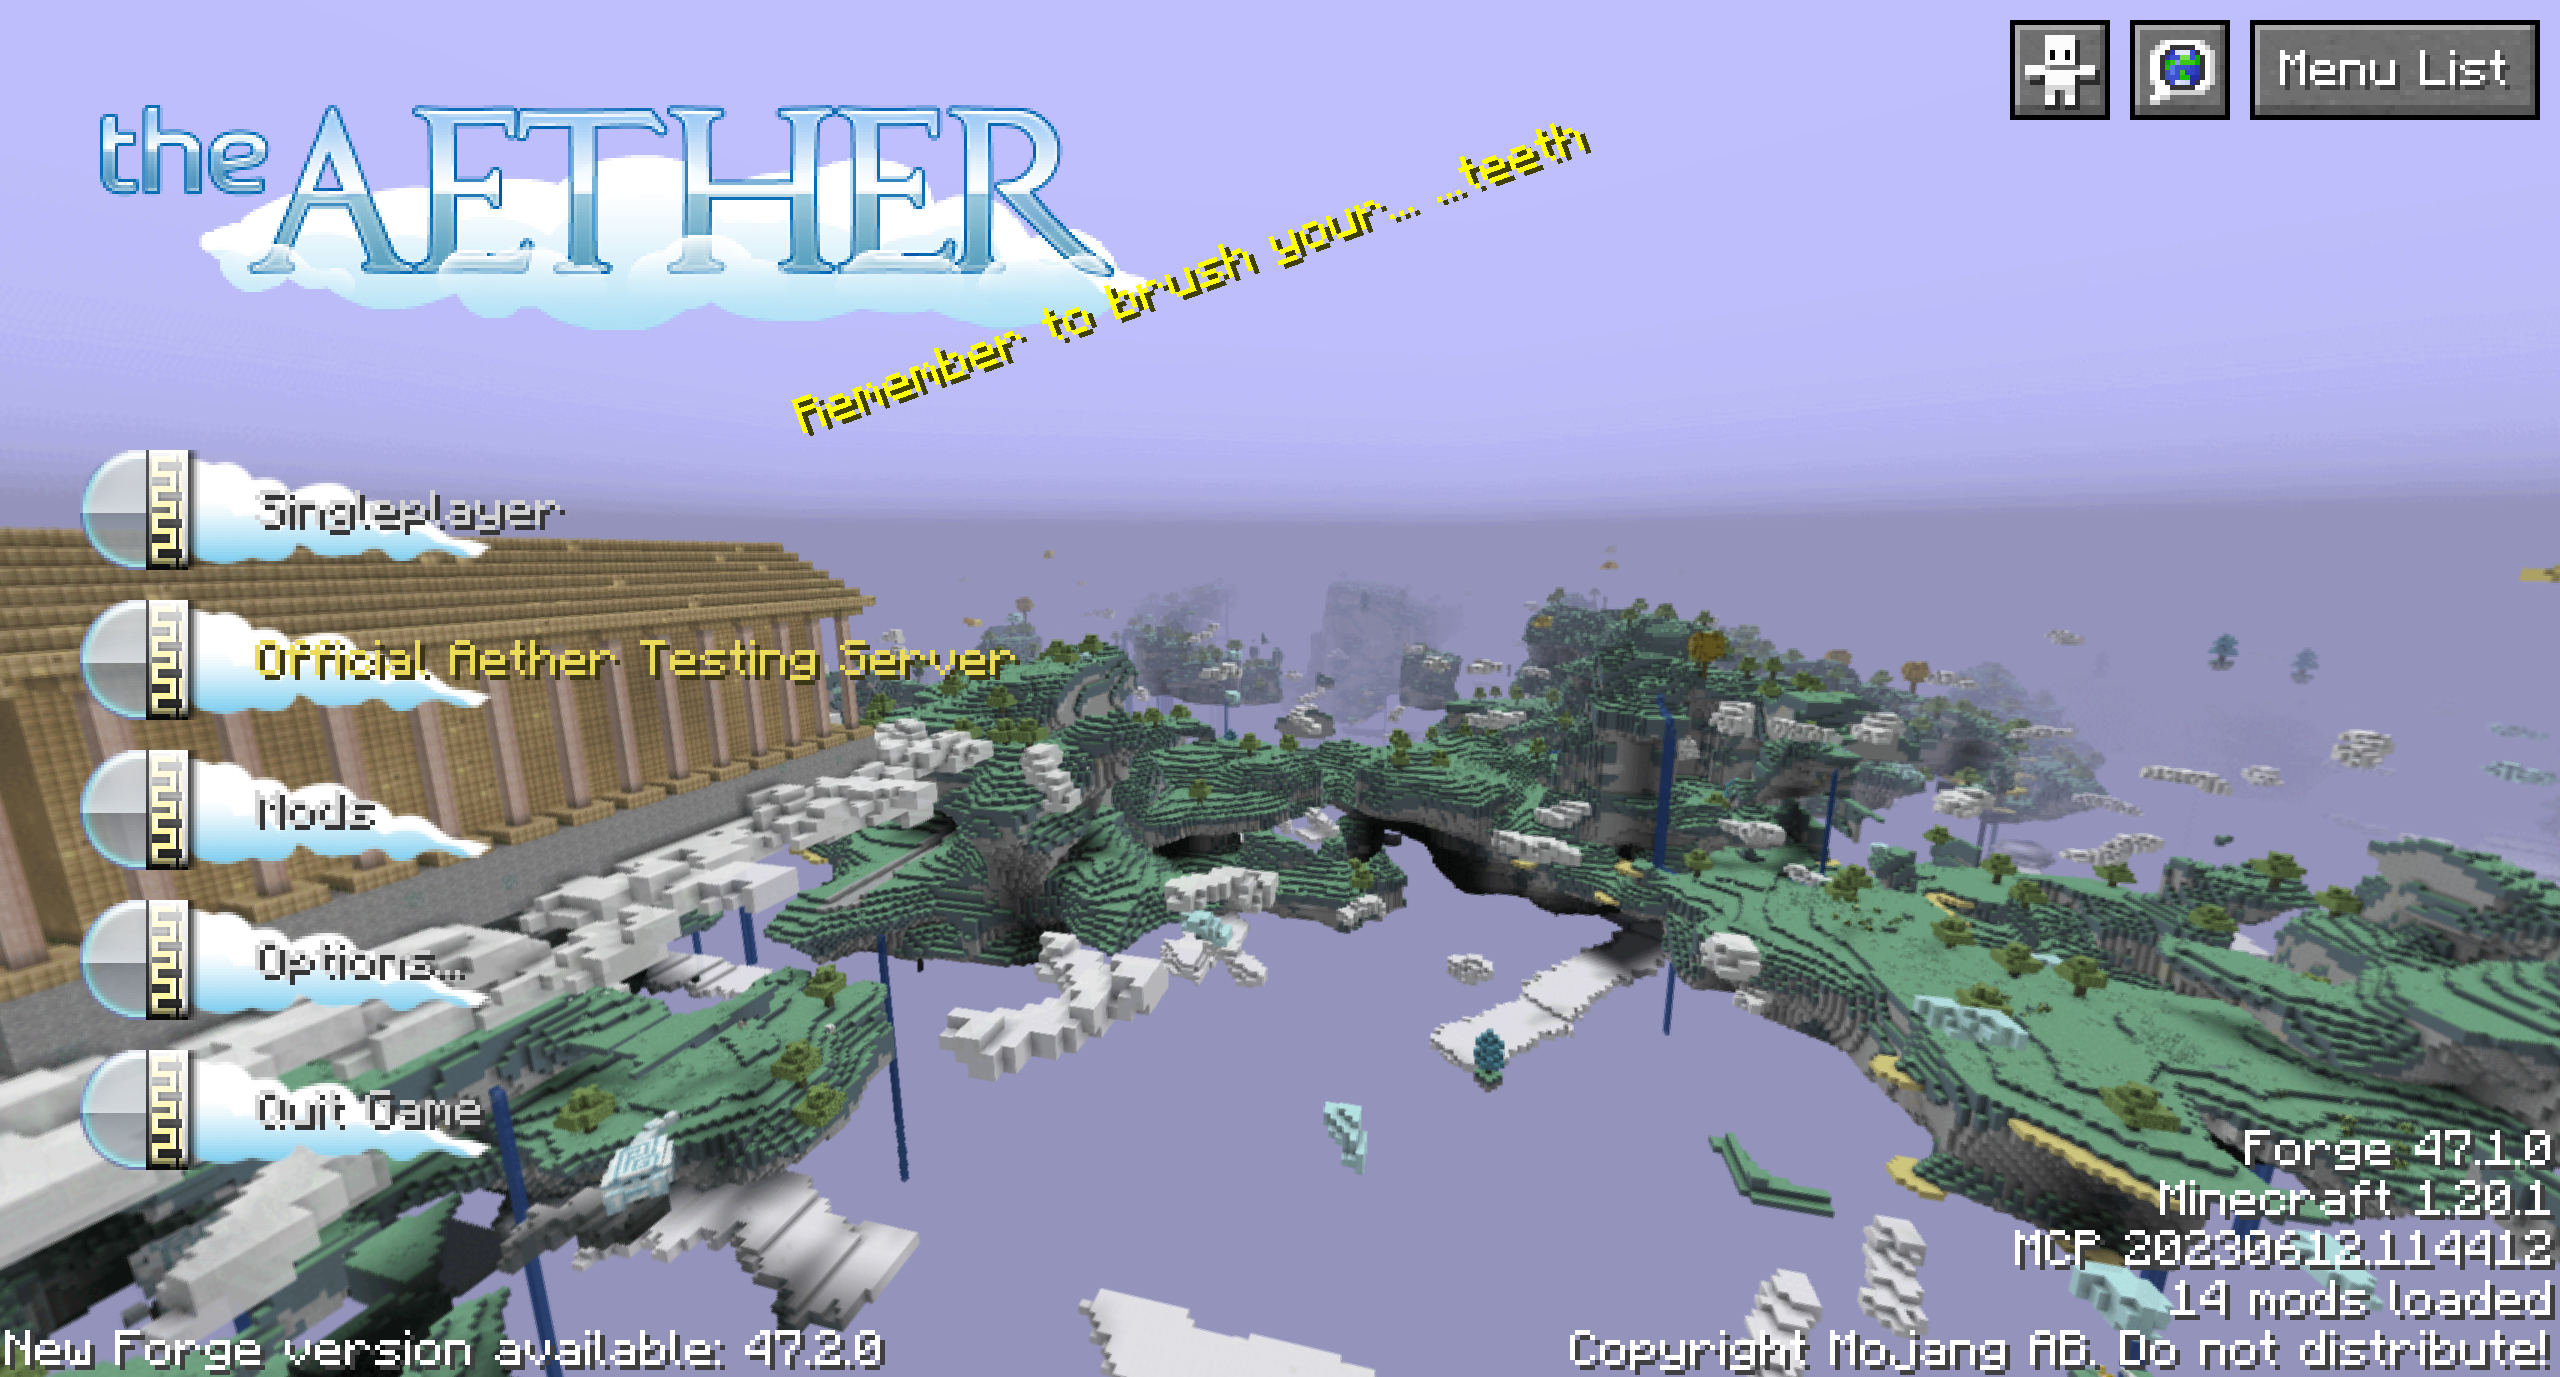 the AETHER
Menu List
Remember to brush your... ...teeth
Singleplayer
Official Aether Testing Server
Mods
Options...
Quit Game
Forge 47.1.0
Minecraft 1.20.1
MCP 20230612.114412
14 mods loaded
New Forge version available: 47.2.0
Copyright Mojang AB. Do not distribute!